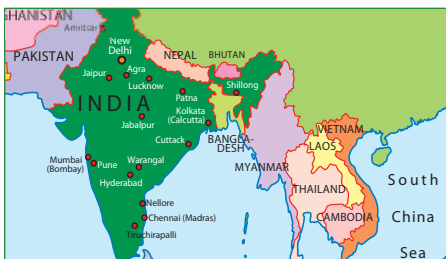 GHANISTAN
Amritsar
PAKISTAN
New
Delhi
NEPAL
BHUTAN
Jaipur
Agra
Lucknow
Shillong
Patna
INDIA
Kolkata
(Calcutta)
Jabalpur
VIETNAM
Cuttack
BANGLA-
DESH
LAOS
MYANMAR
Mumbai
(Bombay)
Pune
Warangal
Hyderabad
THAILAND
South
Nellore
Chennai (Madras)
CAMBODIA
China
Tiruchirapalli
Sea